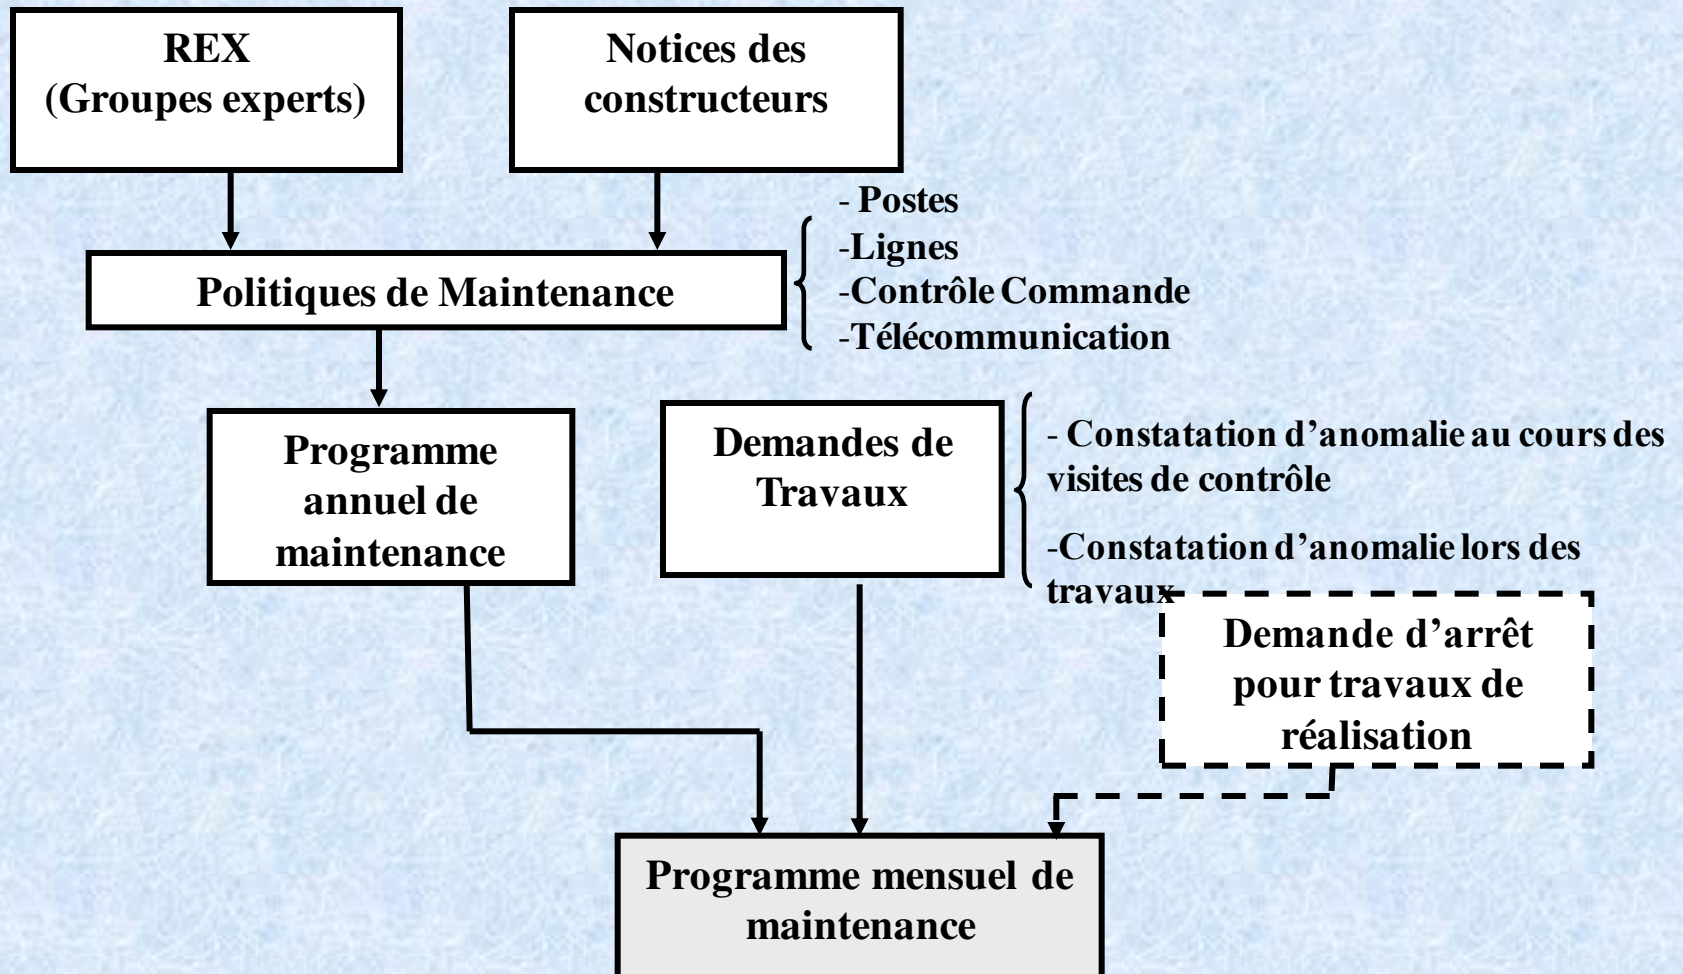 REX
(Groupes experts)
Notices des
constructeurs
Politiques de Maintenance
- Postes
-Lignes
-Contrôle Commande
-Télécommunication
Programme
annuel de
maintenance
Demandes de
Travaux
- Constatation d’anomalie au cours des
visites de contrôle
-Constatation d’anomalie lors des
travaux
Demande d’arrêt
pour travaux de
réalisation
Programme mensuel de
maintenance